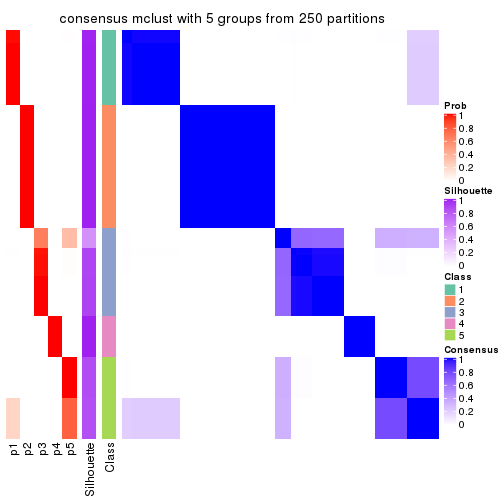 consensus mclust with 5 groups from 250 partitions
Prob
1
0.8
0.6
0.4
0.2
0
Silhouette
1
0.8
0.6
0.4
0.2
0
Class
1
2
3
4
5
Consensus
1
0.8
0.6
0.4
0.2
0
p1
p2
p3
p4
p5
Silhouette
Class